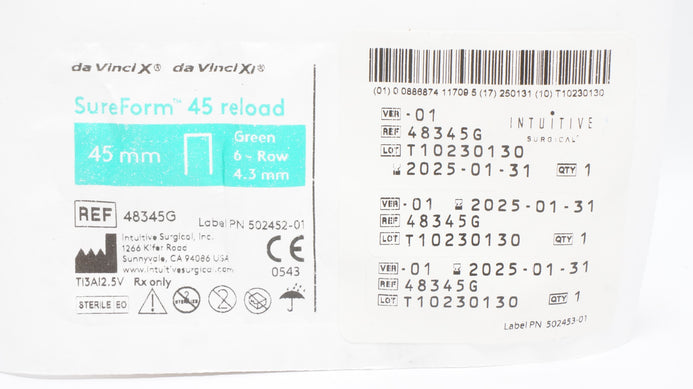 da Vinci X® da Vinci Xi®
SureForm™ 45 reload
45 mm
Green
6 - Row
4.3 mm
REF 48345G
Label PN 502452-01
Intuitive Surgical, Inc.
1266 Kifer Road
Sunnyvale, CA 94086 USA
www.intuitivesurgical.com
CE
0543
TI3Al2.5V Rx only
STERILE EO
2
(01) 0 0886874 11709 5 (17) 250131 (10) T10230130
VER -01
REF 48345G
LOT T10230130
2025-01-31 QTY 1
INTUITIVE
SURGICAL®
VER -01 2025-01-31
REF 48345G
LOT T10230130 QTY 1
VER -01 2025-01-31
REF 48345G
LOT T10230130 QTY 1
Label PN 502453-01